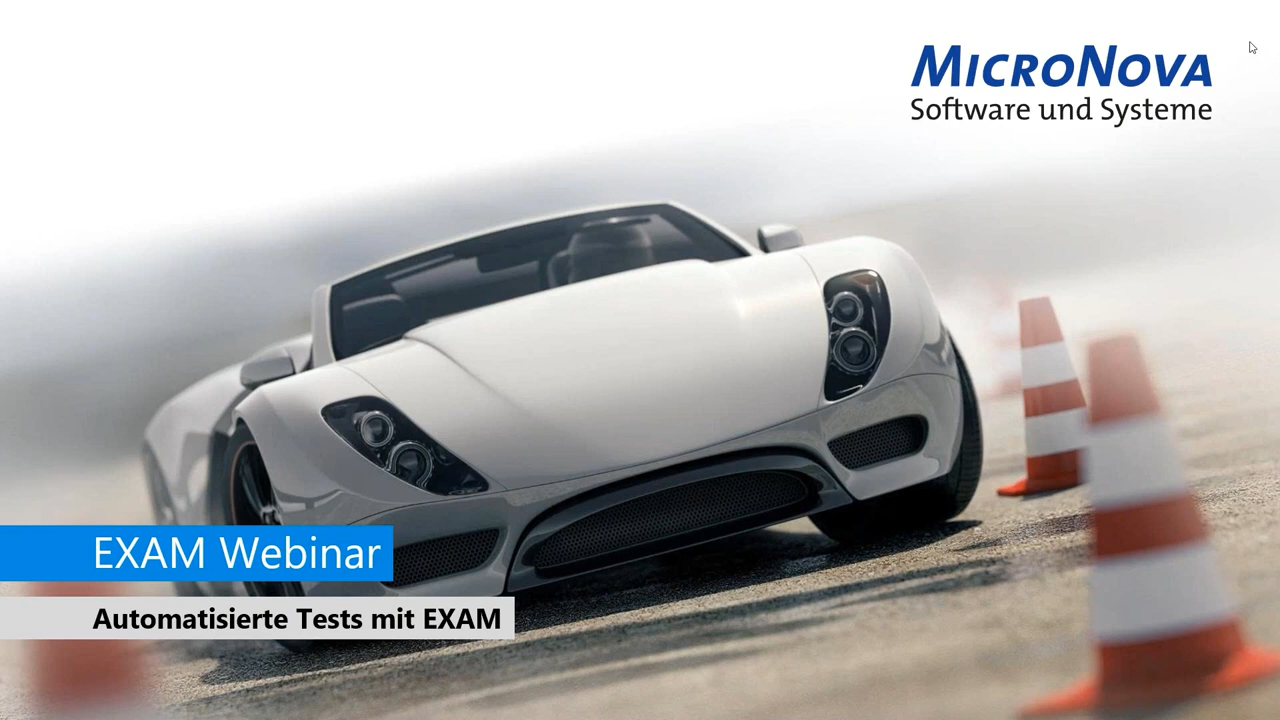 MICRONOVA
Software und Systeme
EXAM Webinar
Automatisierte Tests mit EXAM